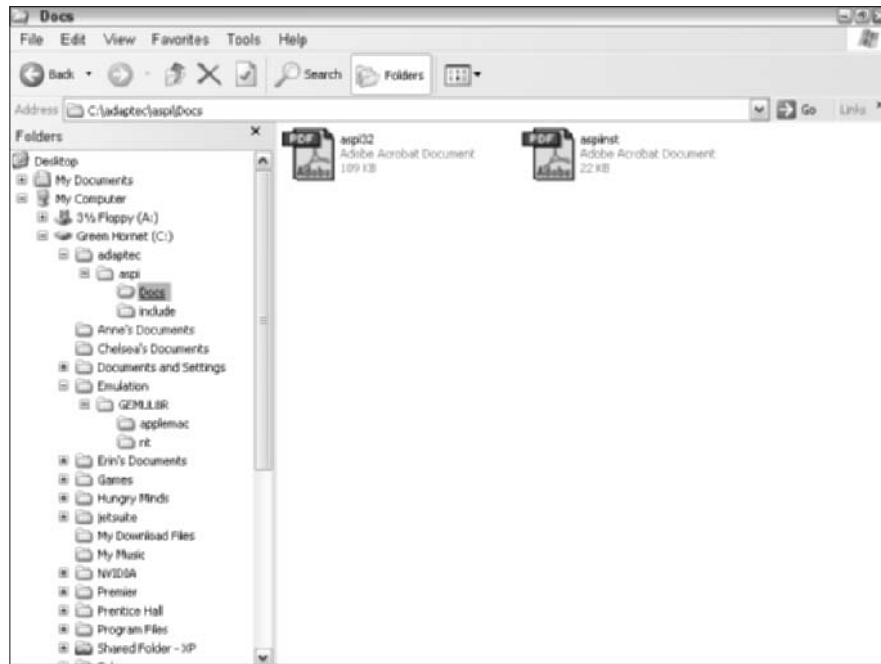 Docs
File Edit View Favorites Tools Help
Back Search Folders
Address C:\adaptec\aspi\Docs Go Links
Folders
Desktop
My Documents
My Computer
3½ Floppy (A:)
Green Hornet (C:)
adaptec
aspi
Docs
include
Anne's Documents
Chelsea's Documents
Documents and Settings
Emulation
GEMUL8R
applemac
Erin's Documents
Games
Hungry Minds
jetsuite
My Download Files
My Music
NVIDIA
Premier
Prentice Hall
Program Files
Shared Folder - XP
PDF
Adobe
aspi32
Adobe Acrobat Document
189 KB
PDF
Adobe
aspiinst
Adobe Acrobat Document
22 KB